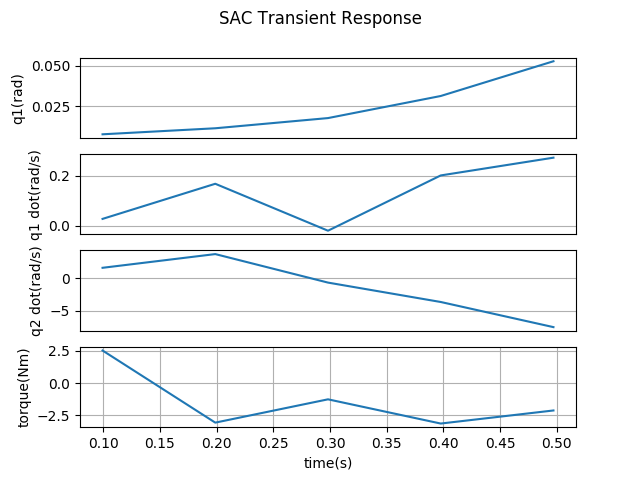 SAC Transient Response
0.050
0.025
q1(rad)
0.2
0.0
q1 dot(rad/s)
0
−5
q2 dot(rad/s)
2.5
0.0
−2.5
torque(Nm)
0.10 0.15 0.20 0.25 0.30 0.35 0.40 0.45 0.50
time(s)